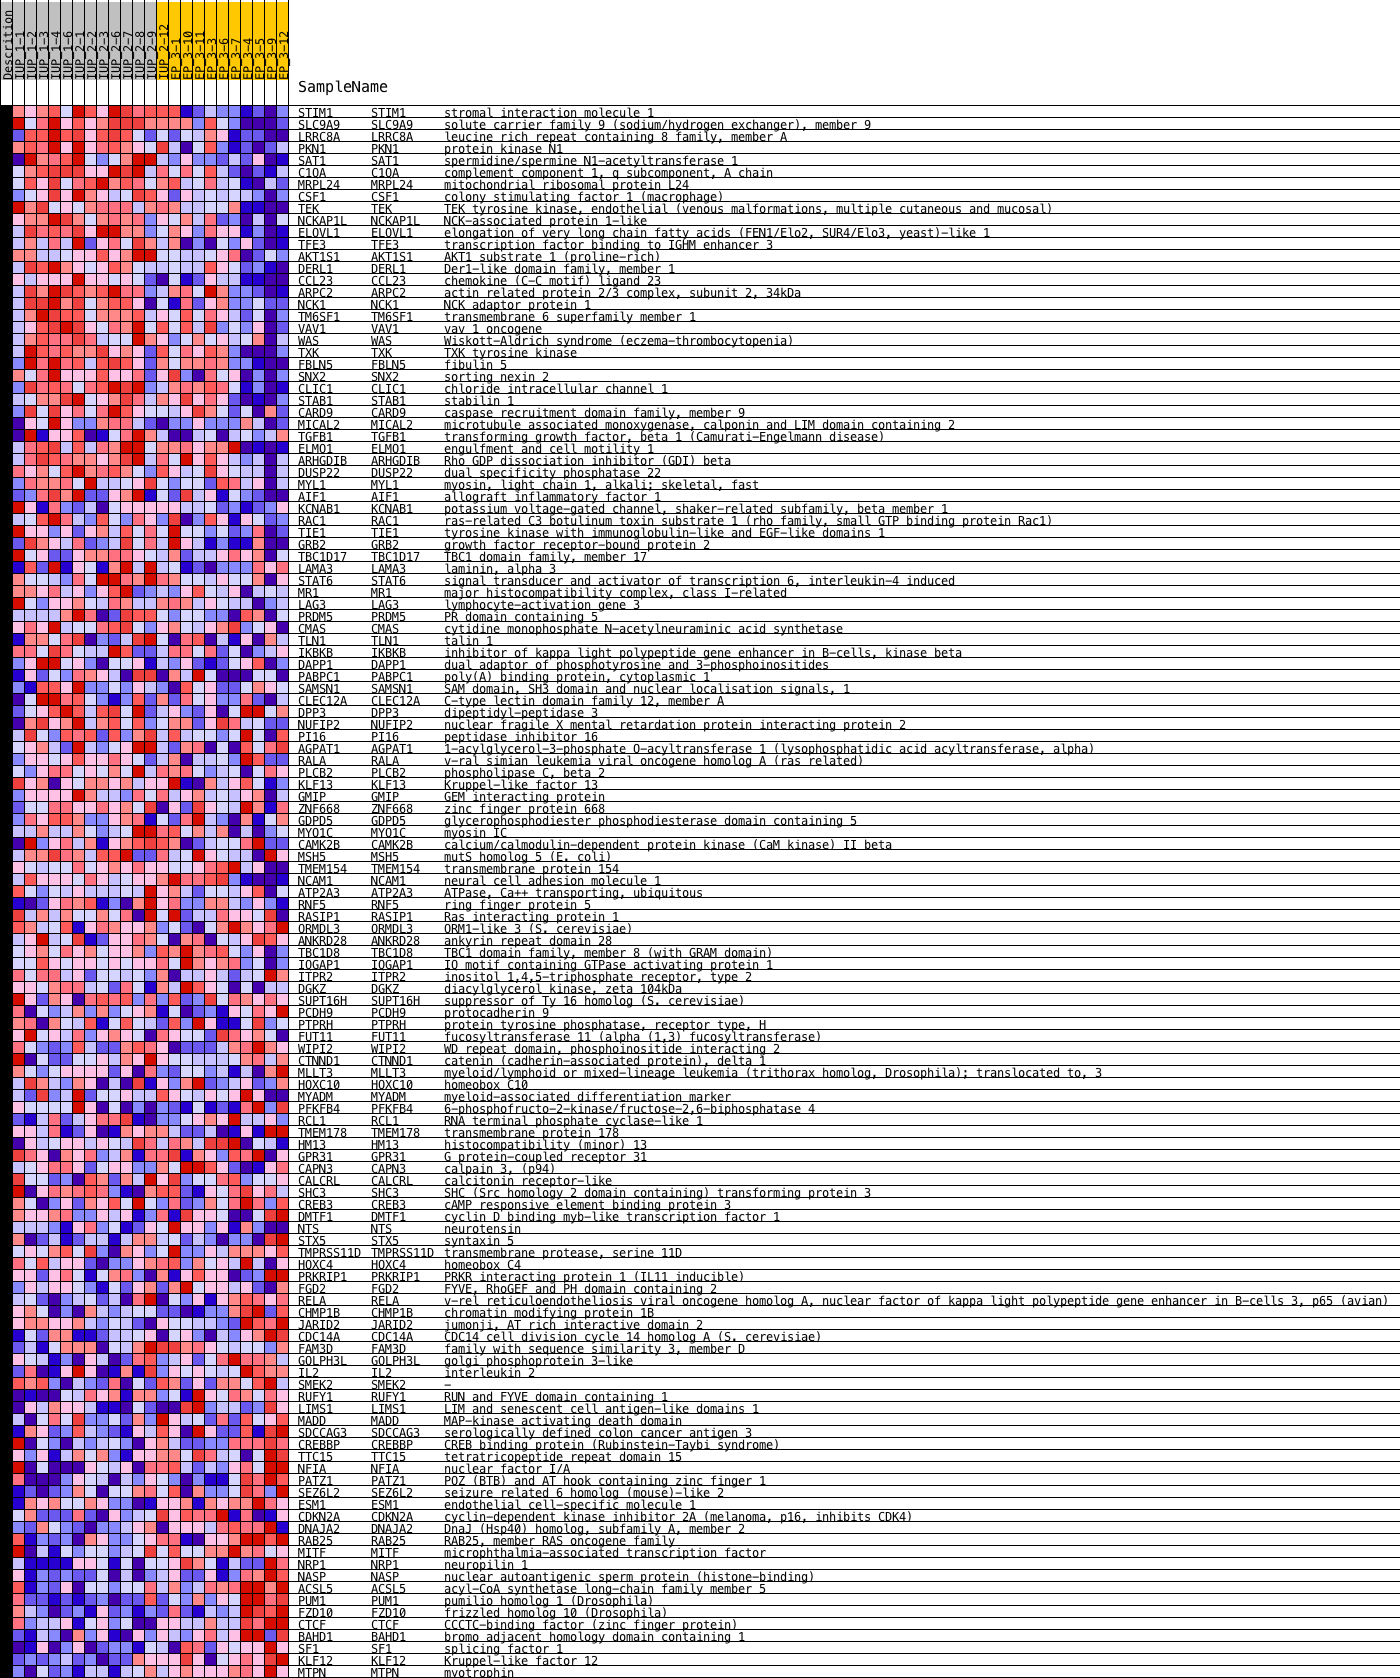 Descrition
IUP_1-1
IUP_1-2
IUP_1-3
IUP_1-4
IUP_1-6
IUP_2-1
IUP_2-2
IUP_2-3
IUP_2-6
IUP_2-7
IUP_2-8
IUP_2-9
IUP_2-12
EP_3-1
EP_3-10
EP_3-11
EP_3-3
EP_3-6
EP_3-7
EP_3-4
EP_3-5
EP_3-9
EP_3-12
SampleName
STIM1 STIM1 stromal interaction molecule 1
SLC9A9 SLC9A9 solute carrier family 9 (sodium/hydrogen exchanger), member 9
LRRC8A LRRC8A leucine rich repeat containing 8 family, member A
PKN1 PKN1 protein kinase N1
SAT1 SAT1 spermidine/spermine N1-acetyltransferase 1
C1QA C1QA complement component 1, q subcomponent, A chain
MRPL24 MRPL24 mitochondrial ribosomal protein L24
CSF1 CSF1 colony stimulating factor 1 (macrophage)
TEK TEK TEK tyrosine kinase, endothelial (venous malformations, multiple cutaneous and mucosal)
NCKAP1L NCKAP1L NCK-associated protein 1-like
ELOVL1 ELOVL1 elongation of very long chain fatty acids (FEN1/Elo2, SUR4/Elo3, yeast)-like 1
TFE3 TFE3 transcription factor binding to IGHM enhancer 3
AKT1S1 AKT1S1 AKT1 substrate 1 (proline-rich)
DERL1 DERL1 Der1-like domain family, member 1
CCL23 CCL23 chemokine (C-C motif) ligand 23
ARPC2 ARPC2 actin related protein 2/3 complex, subunit 2, 34kDa
NCK1 NCK1 NCK adaptor protein 1
TM6SF1 TM6SF1 transmembrane 6 superfamily member 1
VAV1 VAV1 vav 1 oncogene
WAS WAS Wiskott-Aldrich syndrome (eczema-thrombocytopenia)
TXK TXK TXK tyrosine kinase
FBLN5 FBLN5 fibulin 5
SNX2 SNX2 sorting nexin 2
CLIC1 CLIC1 chloride intracellular channel 1
STAB1 STAB1 stabilin 1
CARD9 CARD9 caspase recruitment domain family, member 9
MICAL2 MICAL2 microtubule associated monoxygenase, calponin and LIM domain containing 2
TGFB1 TGFB1 transforming growth factor, beta 1 (Camurati-Engelmann disease)
ELMO1 ELMO1 engulfment and cell motility 1
ARHGDIB ARHGDIB Rho GDP dissociation inhibitor (GDI) beta
DUSP22 DUSP22 dual specificity phosphatase 22
MYL1 MYL1 myosin, light chain 1, alkali; skeletal, fast
AIF1 AIF1 allograft inflammatory factor 1
KCNAB1 KCNAB1 potassium voltage-gated channel, shaker-related subfamily, beta member 1
RAC1 RAC1 ras-related C3 botulinum toxin substrate 1 (rho family, small GTP binding protein Rac1)
TIE1 TIE1 tyrosine kinase with immunoglobulin-like and EGF-like domains 1
GRB2 GRB2 growth factor receptor-bound protein 2
TBC1D17 TBC1D17 TBC1 domain family, member 17
LAMA3 LAMA3 laminin, alpha 3
STAT6 STAT6 signal transducer and activator of transcription 6, interleukin-4 induced
MR1 MR1 major histocompatibility complex, class I-related
LAG3 LAG3 lymphocyte-activation gene 3
PRDM5 PRDM5 PR domain containing 5
CMAS CMAS cytidine monophosphate N-acetylneuraminic acid synthetase
TLN1 TLN1 talin 1
IKBKB IKBKB inhibitor of kappa light polypeptide gene enhancer in B-cells, kinase beta
DAPP1 DAPP1 dual adaptor of phosphotyrosine and 3-phosphoinositides
PABPC1 PABPC1 poly(A) binding protein, cytoplasmic 1
SAMSN1 SAMSN1 SAM domain, SH3 domain and nuclear localisation signals, 1
CLEC12A CLEC12A C-type lectin domain family 12, member A
DPP3 DPP3 dipeptidyl-peptidase 3
NUFIP2 NUFIP2 nuclear fragile X mental retardation protein interacting protein 2
PI16 PI16 peptidase inhibitor 16
AGPAT1 AGPAT1 1-acylglycerol-3-phosphate O-acyltransferase 1 (lysophosphatidic acid acyltransferase, alpha)
RALA RALA v-ral simian leukemia viral oncogene homolog A (ras related)
PLCB2 PLCB2 phospholipase C, beta 2
KLF13 KLF13 Kruppel-like factor 13
GMIP GMIP GEM interacting protein
ZNF668 ZNF668 zinc finger protein 668
GDPD5 GDPD5 glycerophosphodiester phosphodiesterase domain containing 5
MYO1C MYO1C myosin IC
CAMK2B CAMK2B calcium/calmodulin-dependent protein kinase (CaM kinase) II beta
MSH5 MSH5 mutS homolog 5 (E. coli)
TMEM154 TMEM154 transmembrane protein 154
NCAM1 NCAM1 neural cell adhesion molecule 1
ATP2A3 ATP2A3 ATPase, Ca++ transporting, ubiquitous
RNF5 RNF5 ring finger protein 5
RASIP1 RASIP1 Ras interacting protein 1
ORMDL3 ORMDL3 ORM1-like 3 (S. cerevisiae)
ANKRD28 ANKRD28 ankyrin repeat domain 28
TBC1D8 TBC1D8 TBC1 domain family, member 8 (with GRAM domain)
IQGAP1 IQGAP1 IQ motif containing GTPase activating protein 1
ITPR2 ITPR2 inositol 1,4,5-triphosphate receptor, type 2
DGKZ DGKZ diacylglycerol kinase, zeta 104kDa
SUPT16H SUPT16H suppressor of Ty 16 homolog (S. cerevisiae)
PCDH9 PCDH9 protocadherin 9
PTPRH PTPRH protein tyrosine phosphatase, receptor type, H
FUT11 FUT11 fucosyltransferase 11 (alpha (1,3) fucosyltransferase)
WIPI2 WIPI2 WD repeat domain, phosphoinositide interacting 2
CTNND1 CTNND1 catenin (cadherin-associated protein), delta 1
MLLT3 MLLT3 myeloid/lymphoid or mixed-lineage leukemia (trithorax homolog, Drosophila); translocated to, 3
HOXC10 HOXC10 homeobox C10
MYADM MYADM myeloid-associated differentiation marker
PFKFB4 PFKFB4 6-phosphofructo-2-kinase/fructose-2,6-biphosphatase 4
RCL1 RCL1 RNA terminal phosphate cyclase-like 1
TMEM178 TMEM178 transmembrane protein 178
HM13 HM13 histocompatibility (minor) 13
GPR31 GPR31 G protein-coupled receptor 31
CAPN3 CAPN3 calpain 3, (p94)
CALCRL CALCRL calcitonin receptor-like
SHC3 SHC3 SHC (Src homology 2 domain containing) transforming protein 3
CREB3 CREB3 cAMP responsive element binding protein 3
DMTF1 DMTF1 cyclin D binding myb-like transcription factor 1
NTS NTS neurotensin
STX5 STX5 syntaxin 5
TMPRSS11D TMPRSS11D transmembrane protease, serine 11D
HOXC4 HOXC4 homeobox C4
PRKRIP1 PRKRIP1 PRKR interacting protein 1 (IL11 inducible)
FGD2 FGD2 FYVE, RhoGEF and PH domain containing 2
RELA RELA v-rel reticuloendotheliosis viral oncogene homolog A, nuclear factor of kappa light polypeptide gene enhancer in B-cells 3, p65 (avian)
CHMP1B CHMP1B chromatin modifying protein 1B
JARID2 JARID2 jumonji, AT rich interactive domain 2
CDC14A CDC14A CDC14 cell division cycle 14 homolog A (S. cerevisiae)
FAM3D FAM3D family with sequence similarity 3, member D
GOLPH3L GOLPH3L golgi phosphoprotein 3-like
IL2 IL2 interleukin 2
SMEK2 SMEK2 -
RUFY1 RUFY1 RUN and FYVE domain containing 1
LIMS1 LIMS1 LIM and senescent cell antigen-like domains 1
MADD MADD MAP-kinase activating death domain
SDCCAG3 SDCCAG3 serologically defined colon cancer antigen 3
CREBBP CREBBP CREB binding protein (Rubinstein-Taybi syndrome)
TTC15 TTC15 tetratricopeptide repeat domain 15
NFIA NFIA nuclear factor I/A
PATZ1 PATZ1 POZ (BTB) and AT hook containing zinc finger 1
SEZ6L2 SEZ6L2 seizure related 6 homolog (mouse)-like 2
ESM1 ESM1 endothelial cell-specific molecule 1
CDKN2A CDKN2A cyclin-dependent kinase inhibitor 2A (melanoma, p16, inhibits CDK4)
DNAJA2 DNAJA2 DnaJ (Hsp40) homolog, subfamily A, member 2
RAB25 RAB25 RAB25, member RAS oncogene family
MITF MITF microphthalmia-associated transcription factor
NRP1 NRP1 neuropilin 1
NASP NASP nuclear autoantigenic sperm protein (histone-binding)
ACSL5 ACSL5 acyl-CoA synthetase long-chain family member 5
PUM1 PUM1 pumilio homolog 1 (Drosophila)
FZD10 FZD10 frizzled homolog 10 (Drosophila)
CTCF CTCF CCCTC-binding factor (zinc finger protein)
BAHD1 BAHD1 bromo adjacent homology domain containing 1
SF1 SF1 splicing factor 1
KLF12 KLF12 Kruppel-like factor 12
MTPN MTPN myotrophin